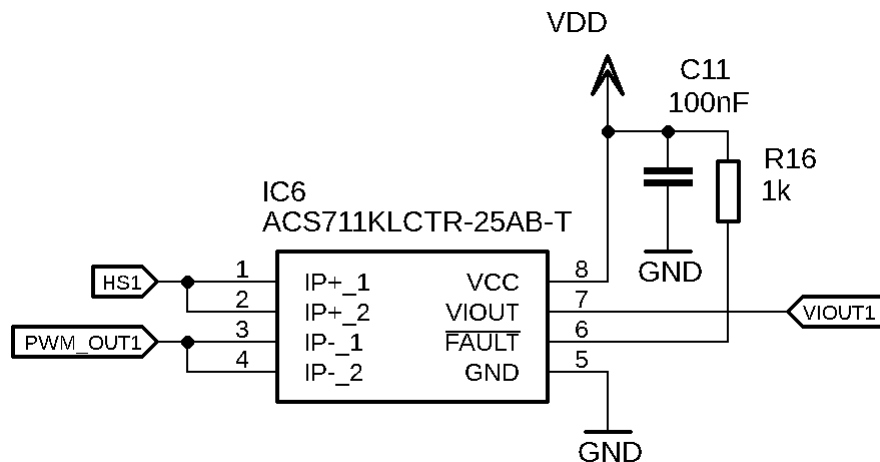 VDD
C11
100nF
R16
1k
IC6
ACS711KLCTR-25AB-T
GND
HS1
1
IP+_1
VCC
8
2
IP+_2
VIOUT
7
VIOUT1
PWM_OUT1
3
IP-_1
FAULT
6
4
IP-_2
GND
5
GND